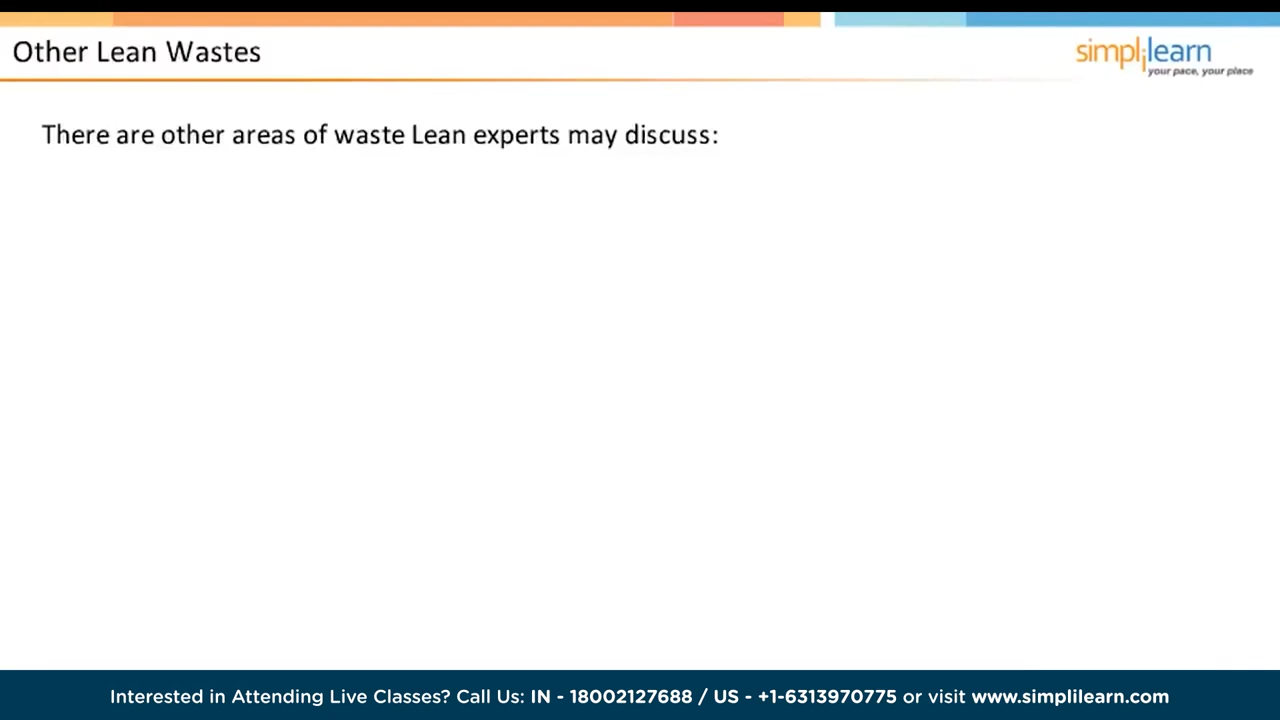 Other Lean Wastes
simplilearn
your pace, your place
There are other areas of waste Lean experts may discuss:
Interested in Attending Live Classes? Call Us: IN - 18002127688 / US - +1-6313970775 or visit www.simplilearn.com